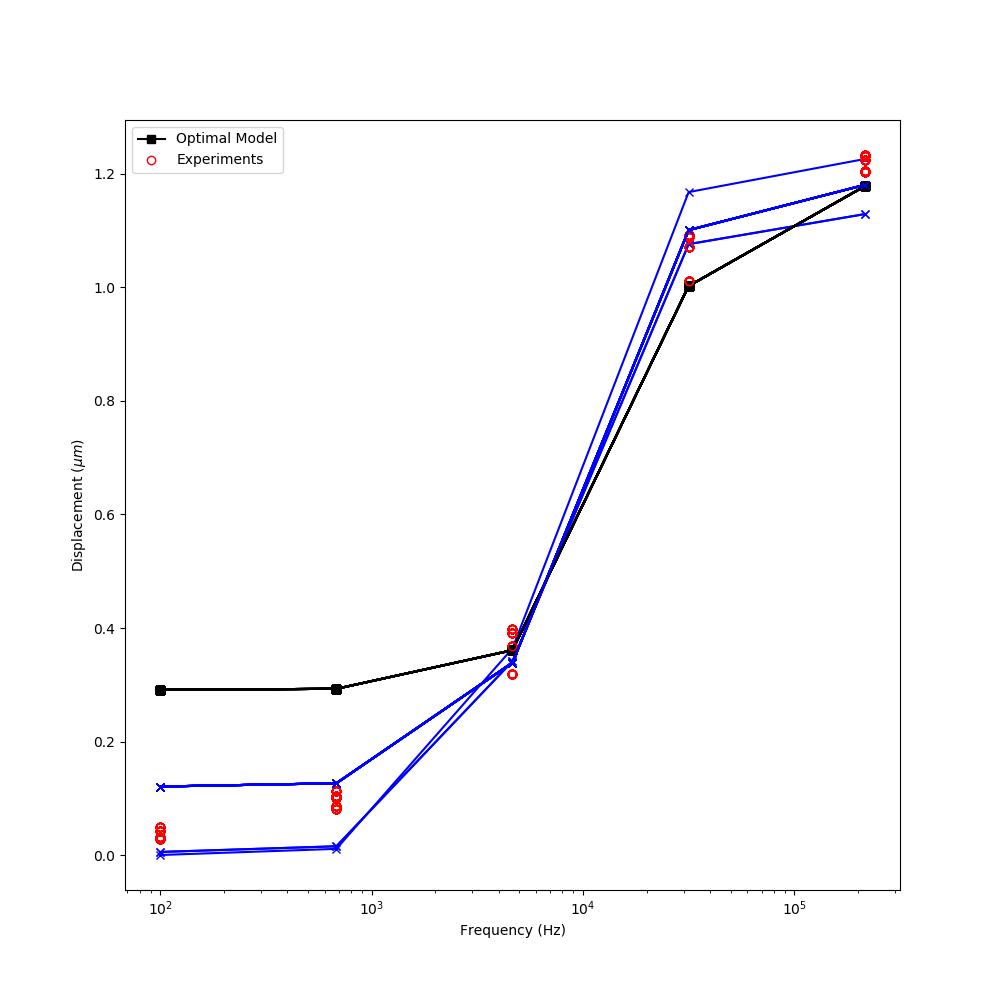 Optimal Model
Experiments
1.2
1.0
0.8
0.6
0.4
0.2
0.0
Displacement (μm)
10² 10³ 10⁴ 10⁵
Frequency (Hz)